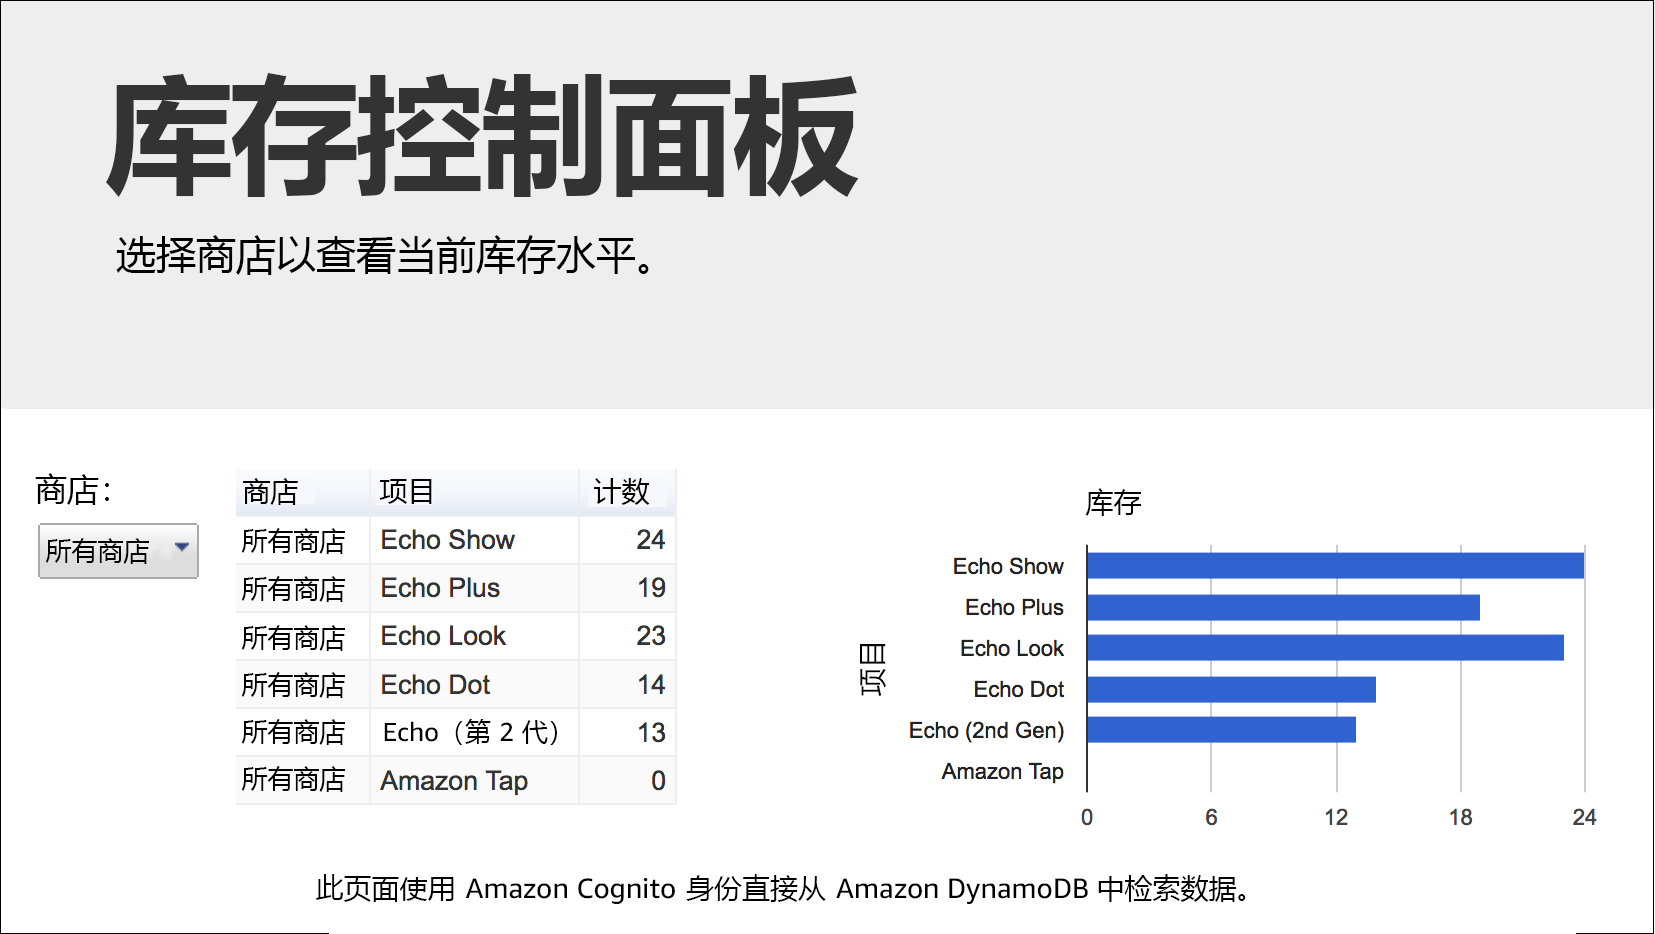 库存控制面板
选择商店以查看当前库存水平。
商店：
所有商店
商店 项目 计数
所有商店 Echo Show 24
所有商店 Echo Plus 19
所有商店 Echo Look 23
所有商店 Echo Dot 14
所有商店 Echo（第 2 代） 13
所有商店 Amazon Tap 0
库存
项目
Echo Show
Echo Plus
Echo Look
Echo Dot
Echo (2nd Gen)
Amazon Tap
0 6 12 18 24
此页面使用 Amazon Cognito 身份直接从 Amazon DynamoDB 中检索数据。